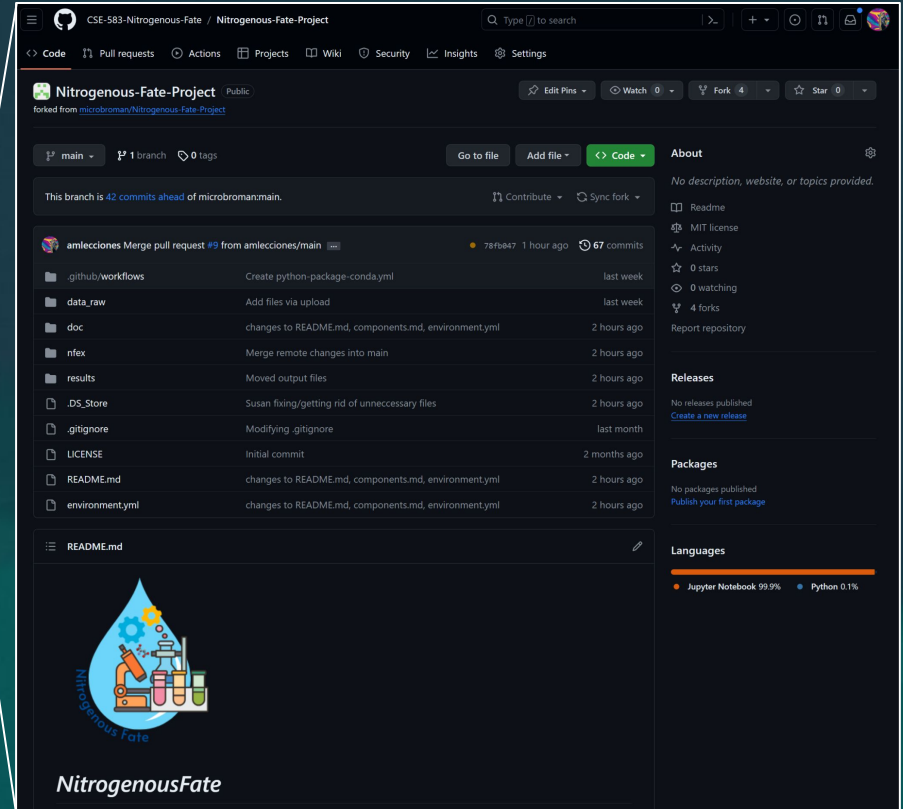 CSE-583-Nitrogenous-Fate / Nitrogenous-Fate-Project
Type / to search
<> Code Pull requests Actions Projects Wiki Security Insights Settings
Nitrogenous-Fate-Project Public
Edit Pins Watch 0 Fork 4 Star 0
forked from microbroman/Nitrogenous-Fate-Project
main 1 branch 0 tags
Go to file Add file <> Code
This branch is 42 commits ahead of microbroman:main.
Contribute Sync fork
amlecciones Merge pull request #9 from amlecciones/main ... 78fb047 1 hour ago 67 commits
.github/workflows Create python-package-conda.yml last week
data_raw Add files via upload last week
doc changes to README.md, components.md, environment.yml 2 hours ago
nfex Merge remote changes into main 2 hours ago
results Moved output files 2 hours ago
.DS_Store Susan fixing/getting rid of unneccessary files 2 hours ago
.gitignore Modifying .gitignore last month
LICENSE Initial commit 2 months ago
README.md changes to README.md, components.md, environment.yml 2 hours ago
environment.yml changes to README.md, components.md, environment.yml 2 hours ago
README.md
Nitrogenous Fate
NitrogenousFate
About
No description, website, or topics provided.
Readme
MIT license
Activity
0 stars
0 watching
4 forks
Report repository
Releases
No releases published
Create a new release
Packages
No packages published
Publish your first package
Languages
Jupyter Notebook 99.9% Python 0.1%